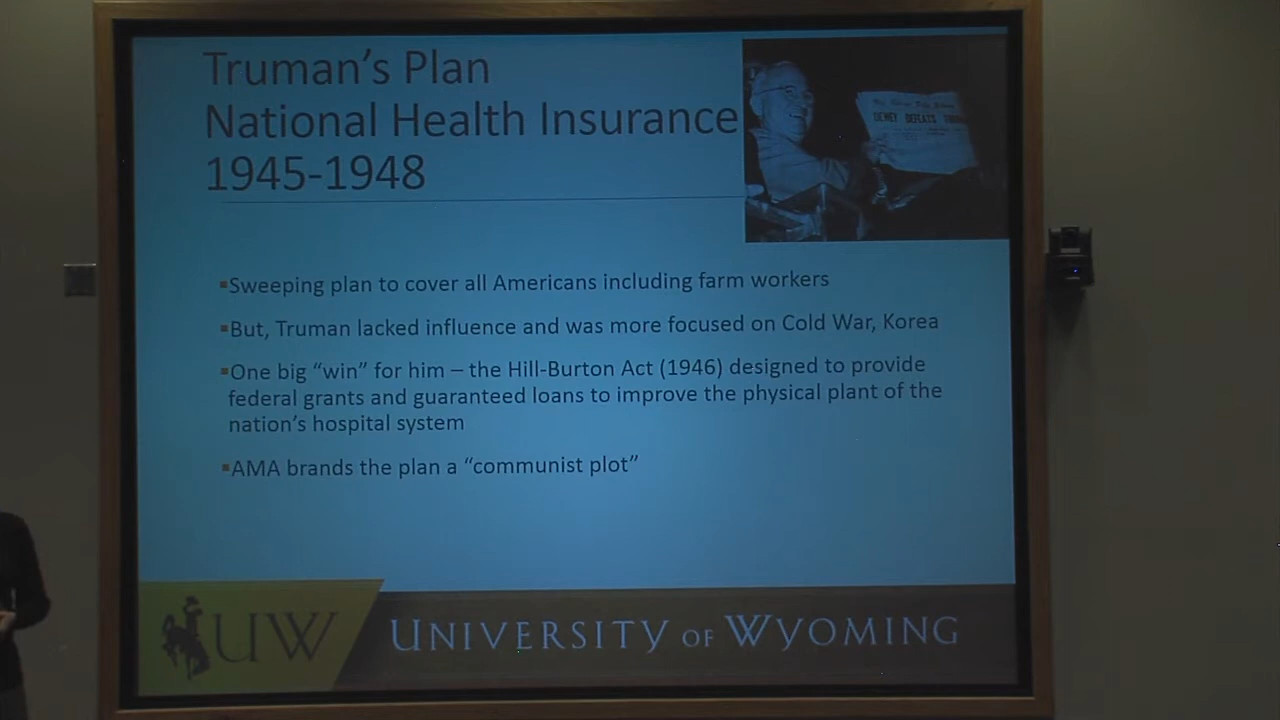 Truman's Plan
National Health Insurance
1945-1948
DEWEY DEFEATS
▪Sweeping plan to cover all Americans including farm workers
▪But, Truman lacked influence and was more focused on Cold War, Korea
▪One big “win” for him – the Hill-Burton Act (1946) designed to provide
federal grants and guaranteed loans to improve the physical plant of the
nation's hospital system
▪AMA brands the plan a “communist plot”
UW UNIVERSITY OF WYOMING